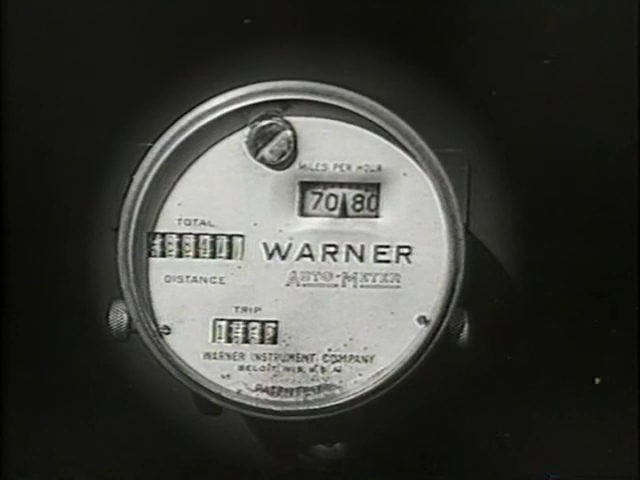 MILES PER HOUR
70 80
TOTAL
WARNER
AUTO-METER
DISTANCE
TRIP
WARNER INSTRUMENT COMPANY
BELOIT, WIS. U.S.A.
PATENTED